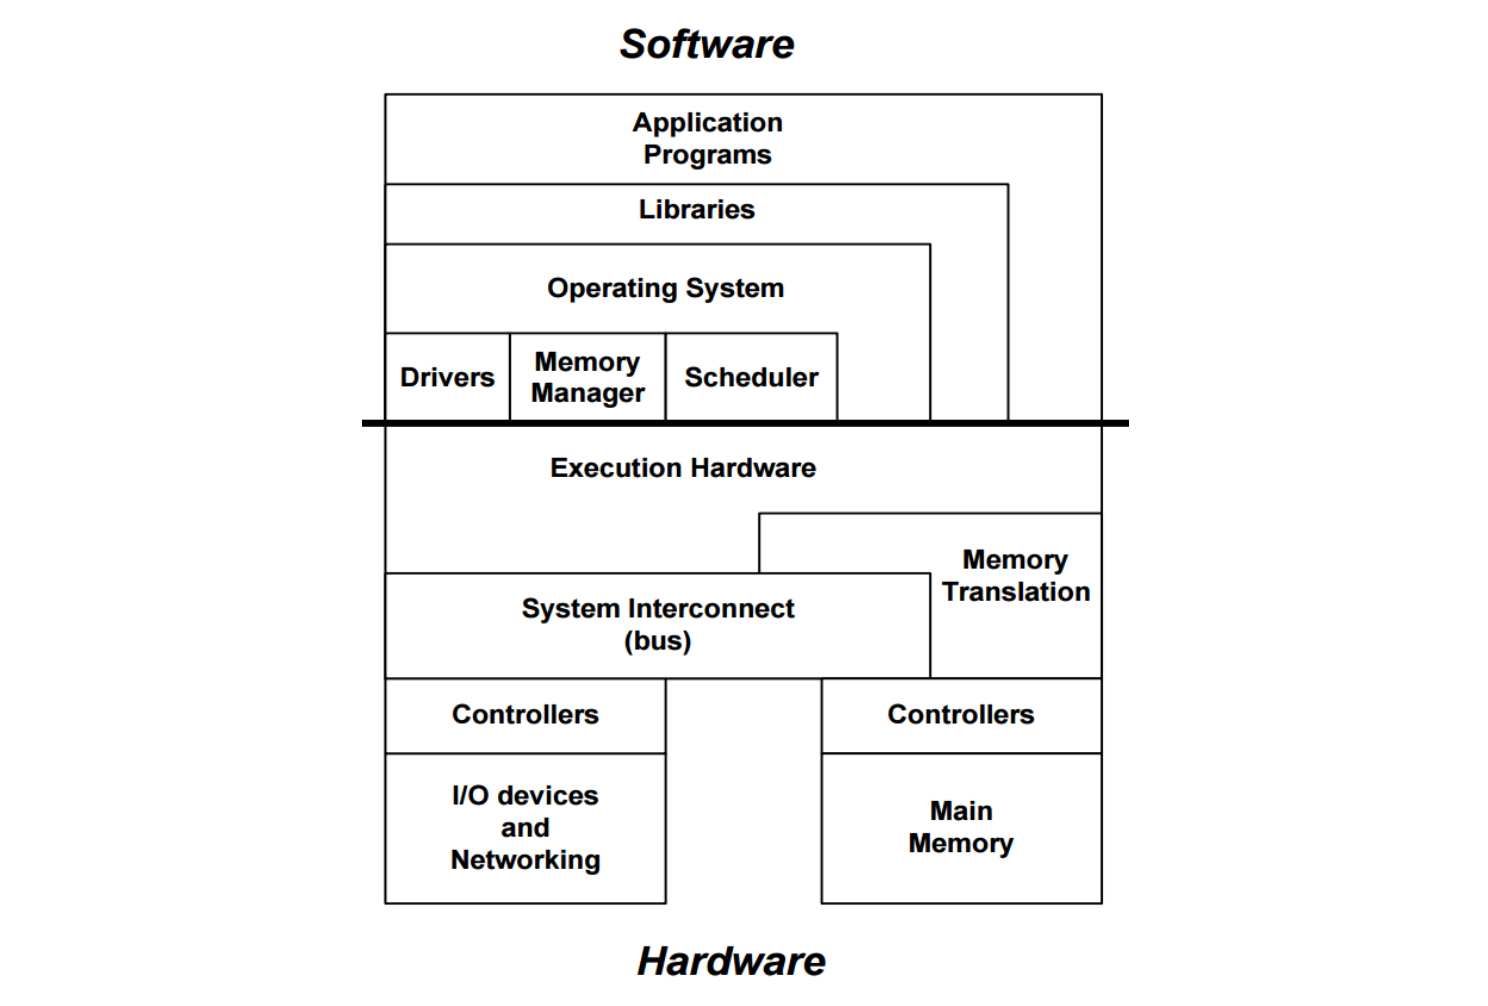 Software
Application
Programs
Libraries
Operating System
Drivers
Memory
Manager
Scheduler
Execution Hardware
Memory
Translation
System Interconnect
(bus)
Controllers
Controllers
I/O devices
and
Networking
Main
Memory
Hardware